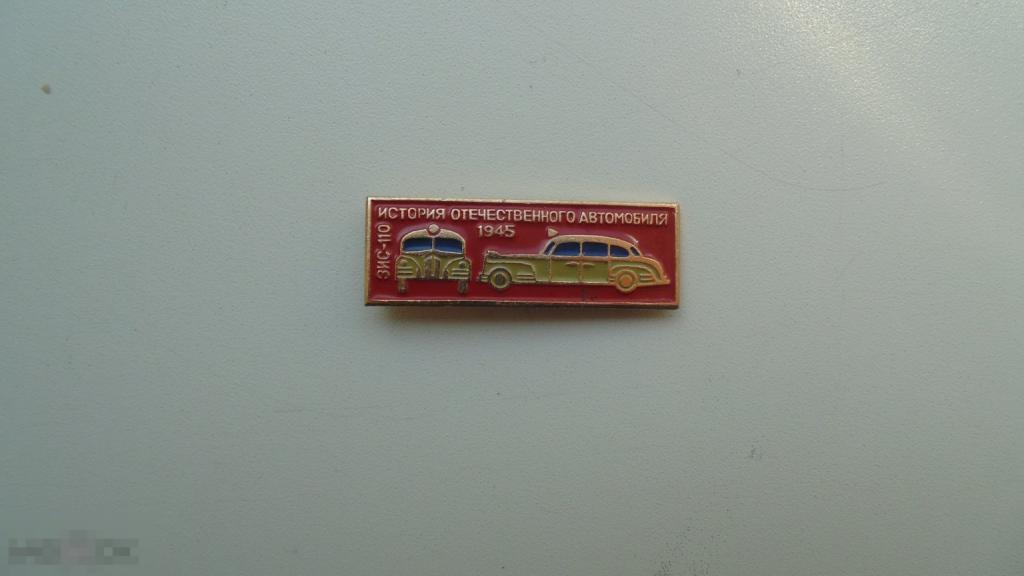 ИСТОРИЯ ОТЕЧЕСТВЕННОГО АВТОМОБИЛЯ
1945
ЗИС-110